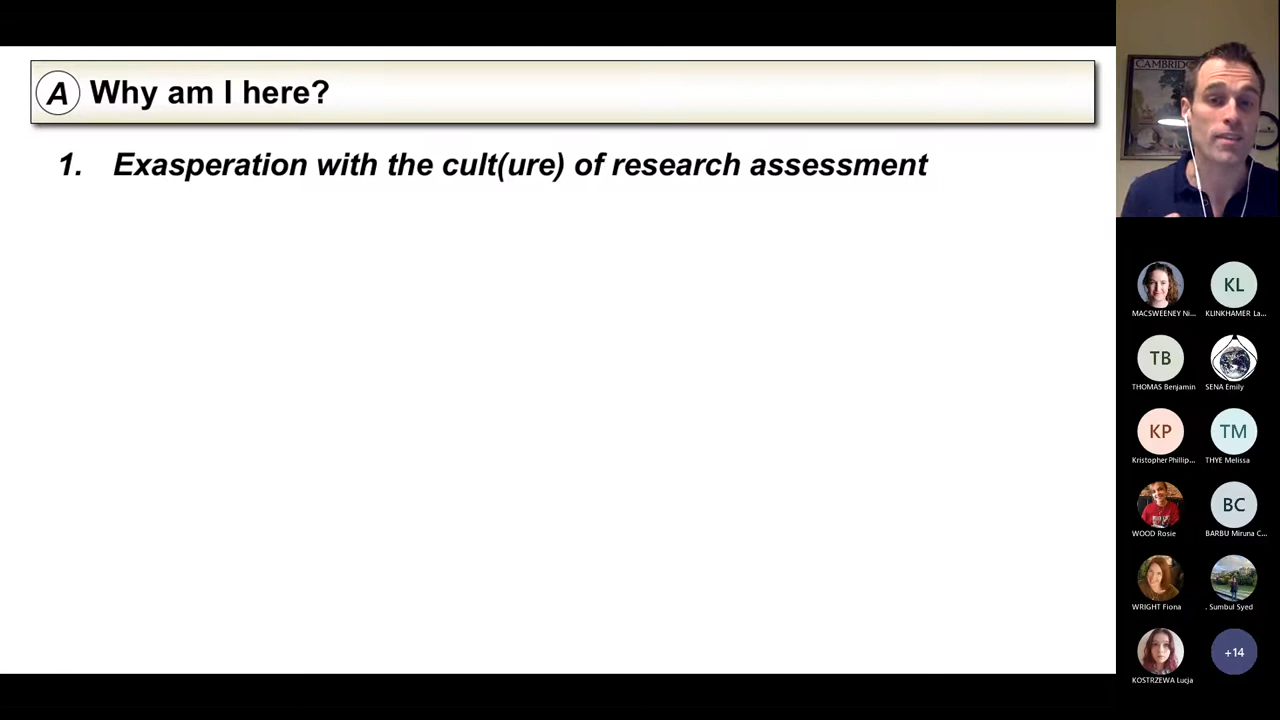 A Why am I here?
1. Exasperation with the cult(ure) of research assessment
CAMBRIDG
MACSWEENEY Ni...
KL
KLINKHAMER La...
TB
THOMAS Benjamin
SENA Emily
KP
Kristopher Phillip...
TM
THYE Melissa
WOOD Rosie
BC
BARBU Miruna C...
WRIGHT Fiona
. Sumbul Syed
KOSTRZEWA Lucja
+14